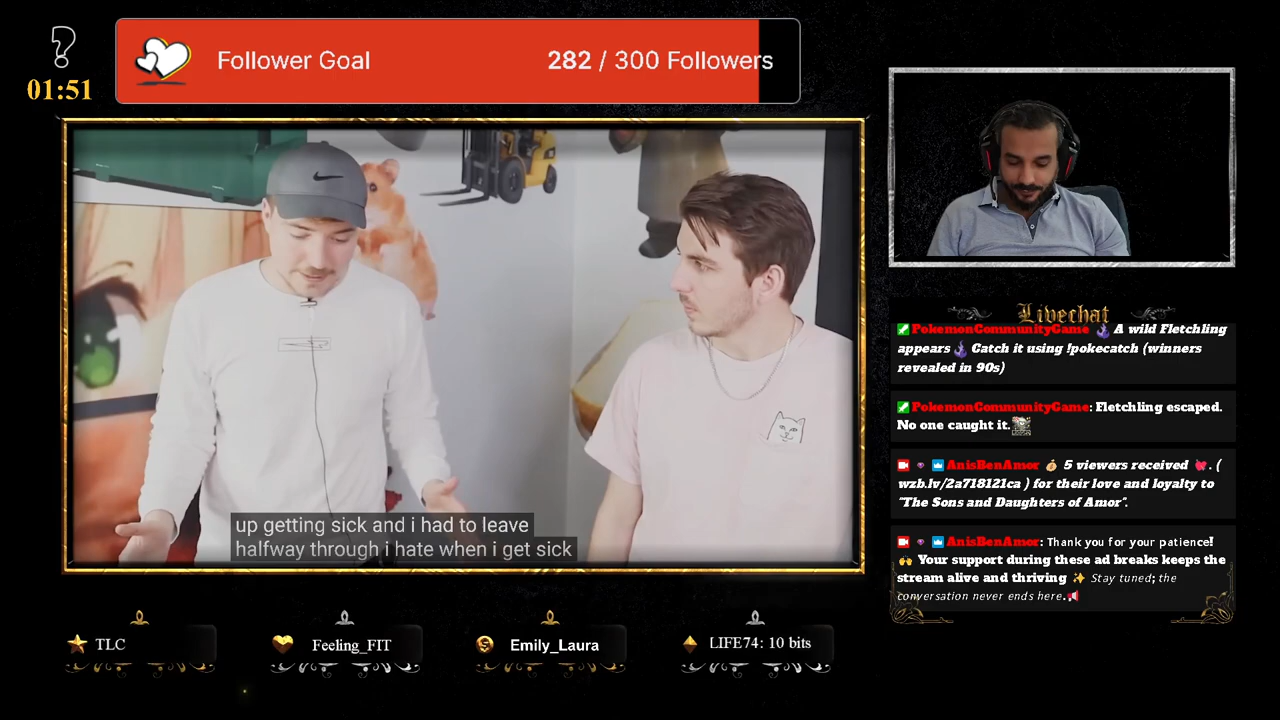 01:51
Follower Goal
282 / 300 Followers
up getting sick and i had to leave
halfway through i hate when i get sick
Livechat
PokemonCommunityGame A wild Fletchling
appears Catch it using !pokecatch (winners
revealed in 90s)
PokemonCommunityGame: Fletchling escaped.
No one caught it.
AnisBenAmor 5 viewers received . (
wzb.lv/2a718121ca ) for their love and loyalty to
"The Sons and Daughters of Amor".
AnisBenAmor: Thank you for your patience!
Your support during these ad breaks keeps the
stream alive and thriving Stay tuned; the
conversation never ends here.
TLC
Feeling_FIT
Emily_Laura
LIFE74: 10 bits